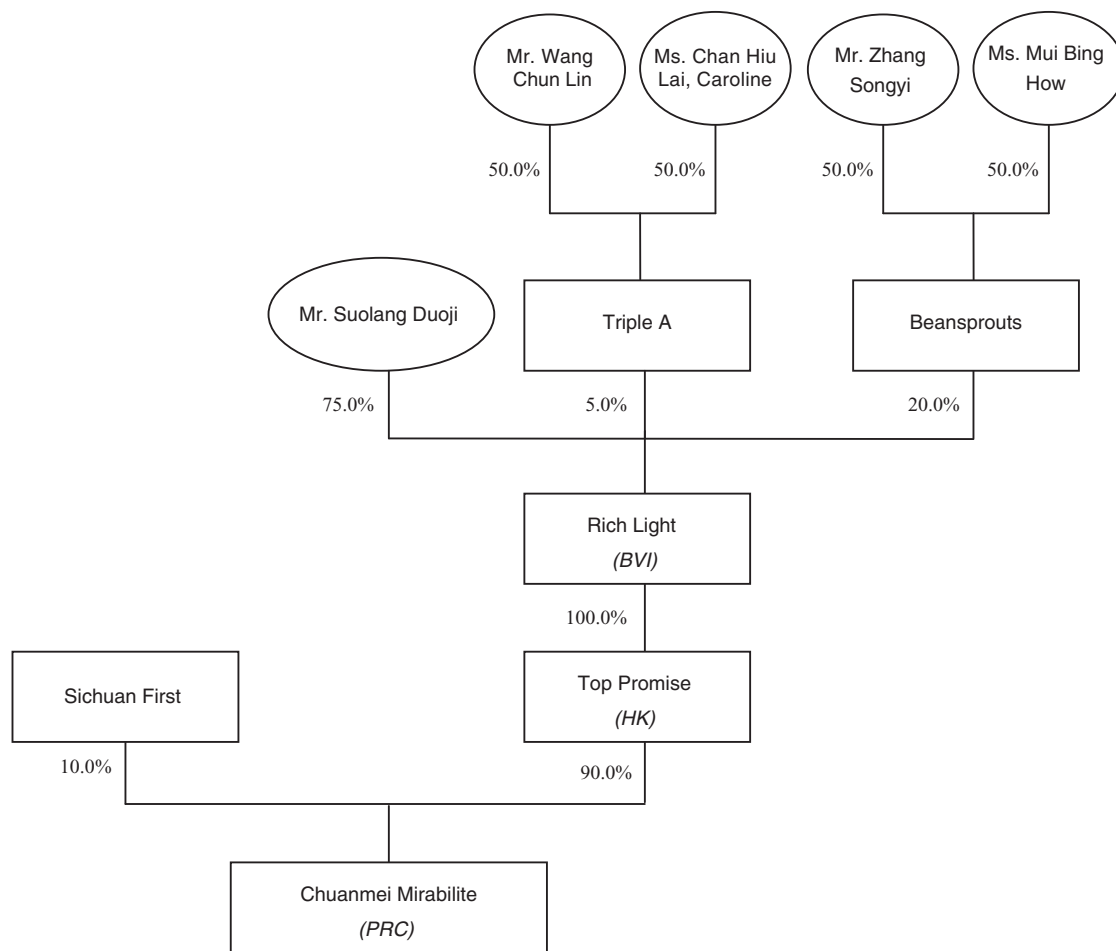 Mr. Wang
Chun Lin
Ms. Chan Hiu
Lai, Caroline
Mr. Zhang
Songyi
Ms. Mui Bing
How
50.0%
50.0%
50.0%
50.0%
Mr. Suolang Duoji
Triple A
Beansprouts
75.0%
5.0%
20.0%
Rich Light
(BVI)
100.0%
Sichuan First
Top Promise
(HK)
10.0%
90.0%
Chuanmei Mirabilite
(PRC)